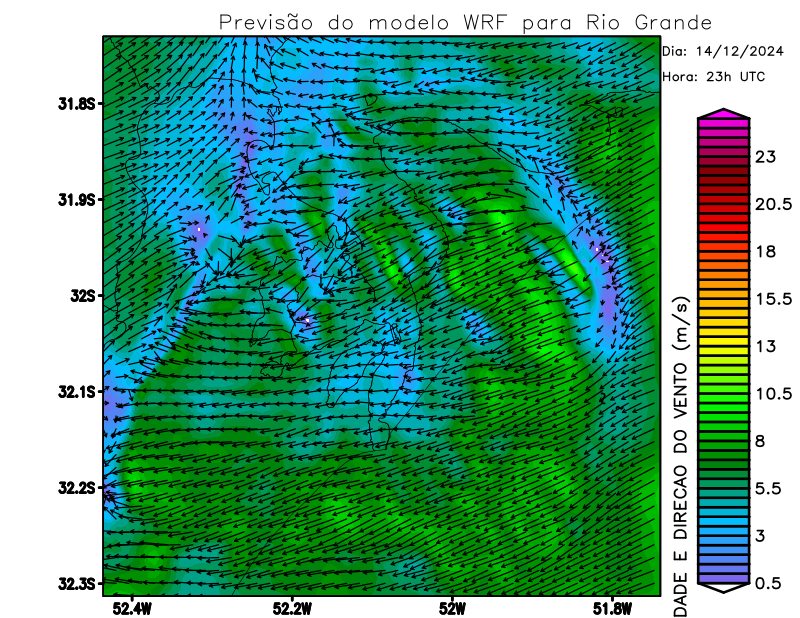 Previsão do modelo WRF para Rio Grande
Dia: 14/12/2024
Hora: 23h UTC
31.8S
31.9S
32S
32.1S
32.2S
32.3S
52.4W
52.2W
52W
51.8W
DADE E DIRECAO DO VENTO (m/s)
23
20.5
18
15.5
13
10.5
8
5.5
3
0.5